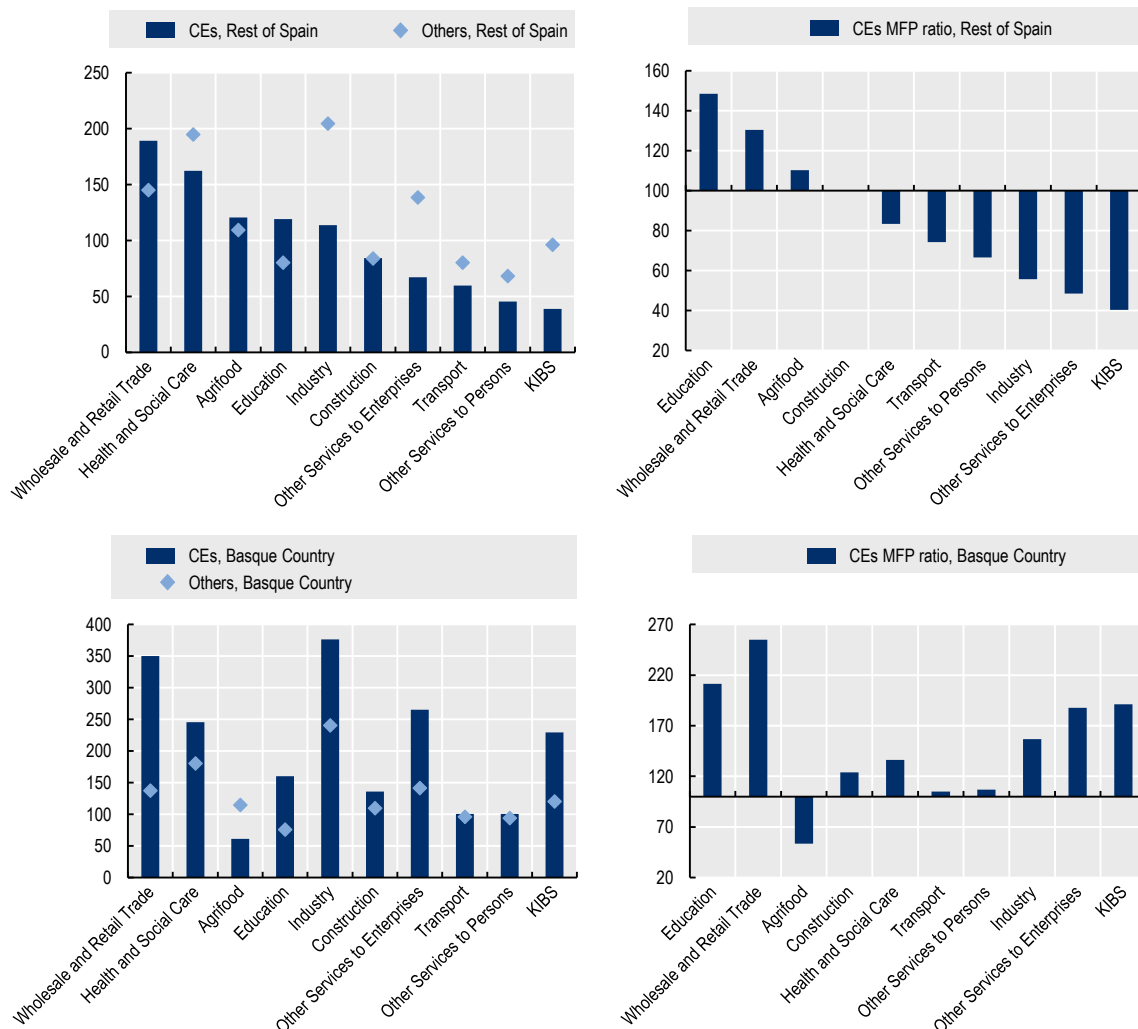 CEs, Rest of Spain
Others, Rest of Spain
250
200
150
100
50
0
Wholesale and Retail Trade
Health and Social Care
Agrifood
Education
Industry
Construction
Other Services to Enterprises
Transport
Other Services to Persons
KIBS
CEs MFP ratio, Rest of Spain
160
140
120
100
80
60
40
20
Education
Wholesale and Retail Trade
Agrifood
Construction
Health and Social Care
Transport
Other Services to Persons
Industry
Other Services to Enterprises
KIBS
CEs, Basque Country
Others, Basque Country
400
350
300
250
200
150
100
50
0
Wholesale and Retail Trade
Health and Social Care
Agrifood
Education
Industry
Construction
Other Services to Enterprises
Transport
Other Services to Persons
KIBS
CEs MFP ratio, Basque Country
270
220
170
120
70
20
Education
Wholesale and Retail Trade
Agrifood
Construction
Health and Social Care
Transport
Other Services to Persons
Industry
Other Services to Enterprises
KIBS